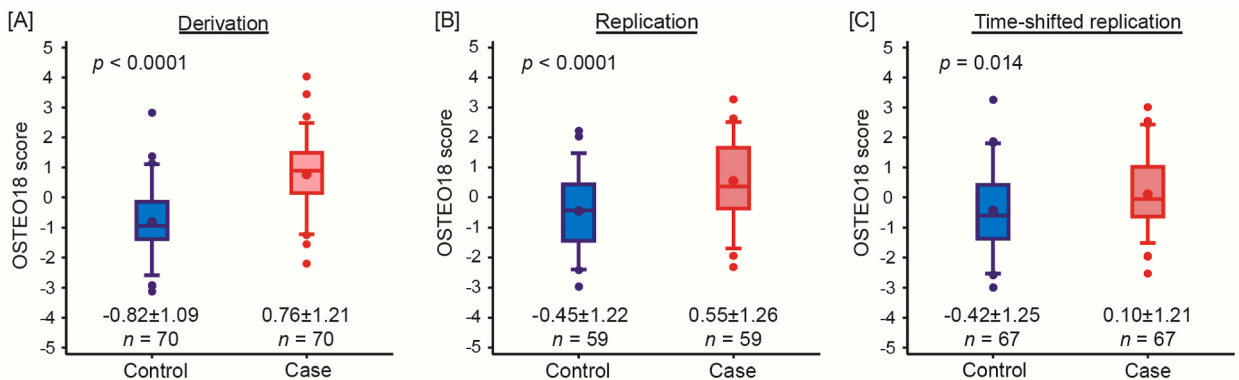 [A] Derivation
OSTEO18 score
5
4
3
2
1
0
-1
-2
-3
-4
-5
p < 0.0001
-0.82±1.09 0.76±1.21
n = 70 n = 70
Control Case
[B] Replication
OSTEO18 score
5
4
3
2
1
0
-1
-2
-3
-4
-5
p < 0.0001
-0.45±1.22 0.55±1.26
n = 59 n = 59
Control Case
[C] Time-shifted replication
OSTEO18 score
5
4
3
2
1
0
-1
-2
-3
-4
-5
p = 0.014
-0.42±1.25 0.10±1.21
n = 67 n = 67
Control Case